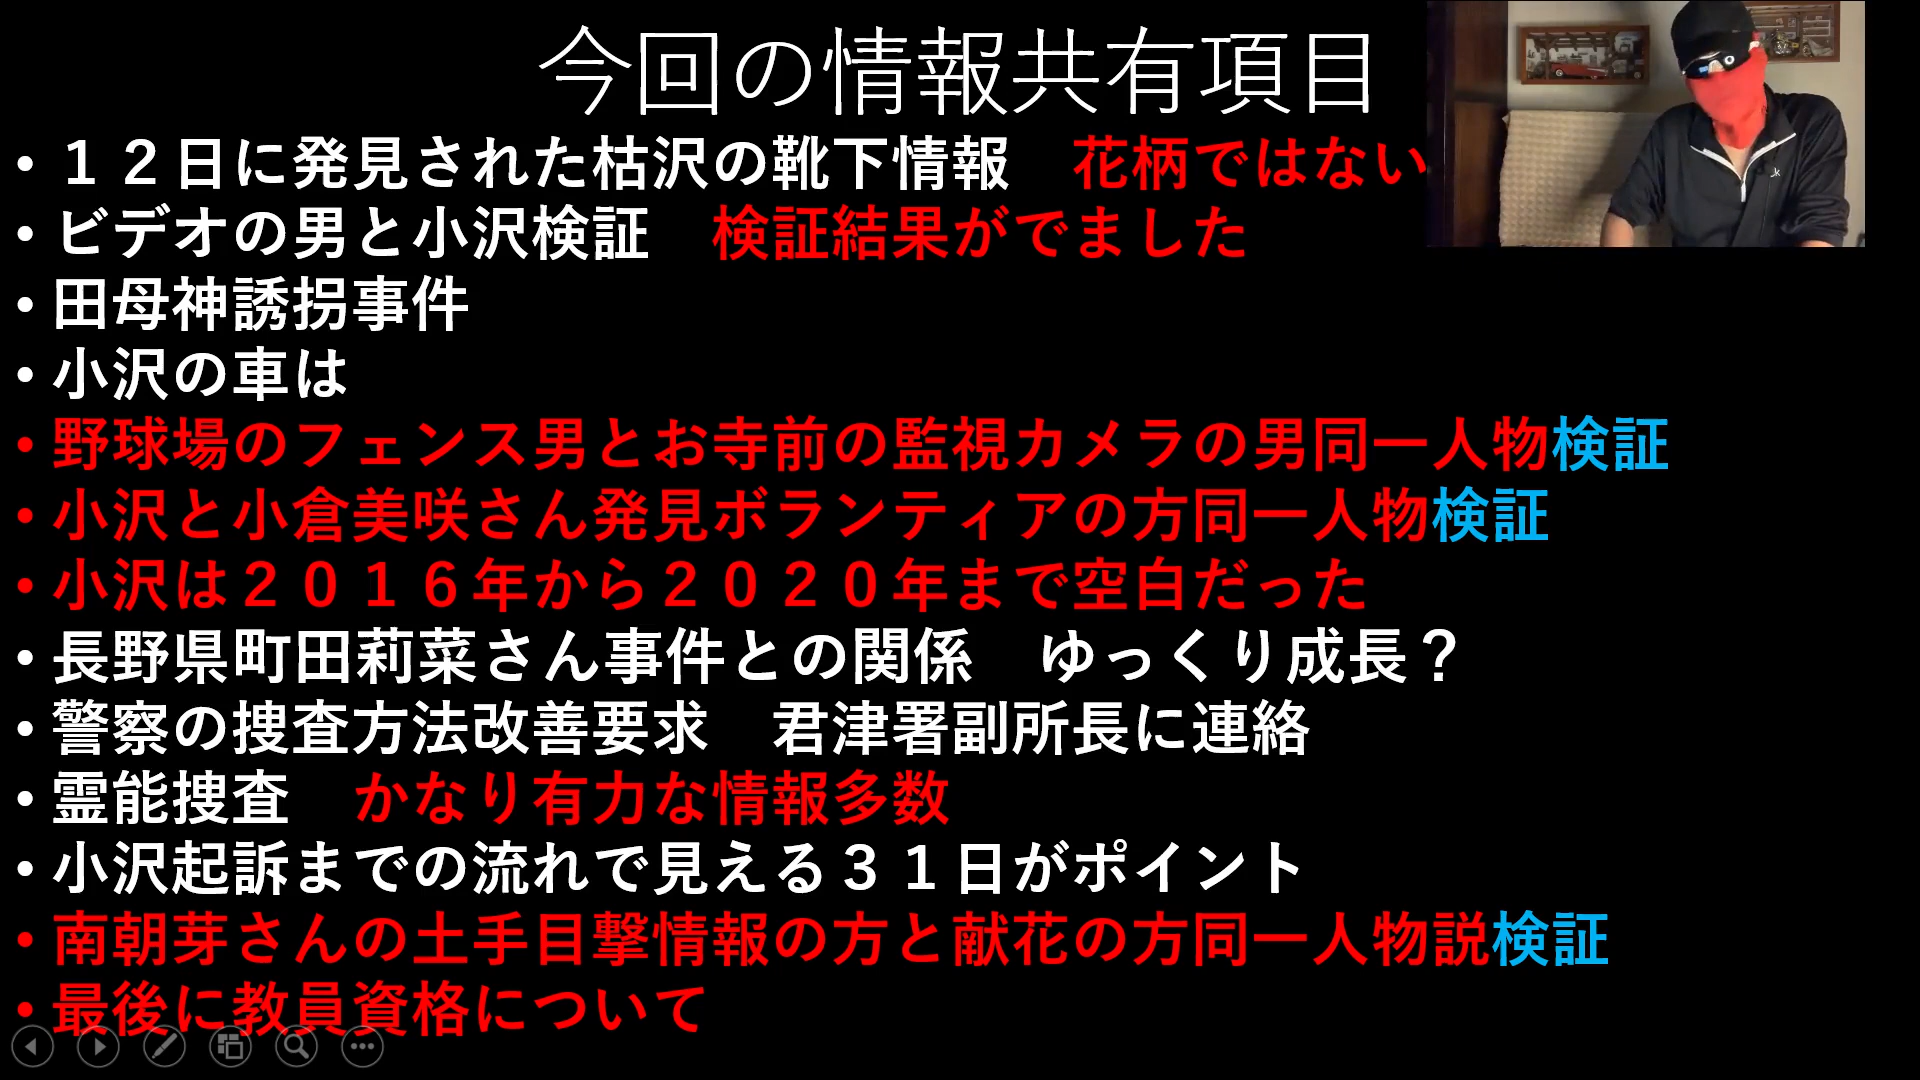 今回の情報共有項目
・１２日に発見された枯沢の靴下情報　花柄ではない
・ビデオの男と小沢検証　検証結果がでました
・田母神誘拐事件
・小沢の車は
・野球場のフェンス男とお寺前の監視カメラの男同一人物検証
・小沢と小倉美咲さん発見ボランティアの方同一人物検証
・小沢は２０１６年から２０２０年まで空白だった
・長野県町田莉菜さん事件との関係　ゆっくり成長？
・警察の捜査方法改善要求　君津署副所長に連絡
・霊能捜査　かなり有力な情報多数
・小沢起訴までの流れで見える３１日がポイント
・南朝芽さんの土手目撃情報の方と献花の方同一人物説検証
・最後に教員資格について